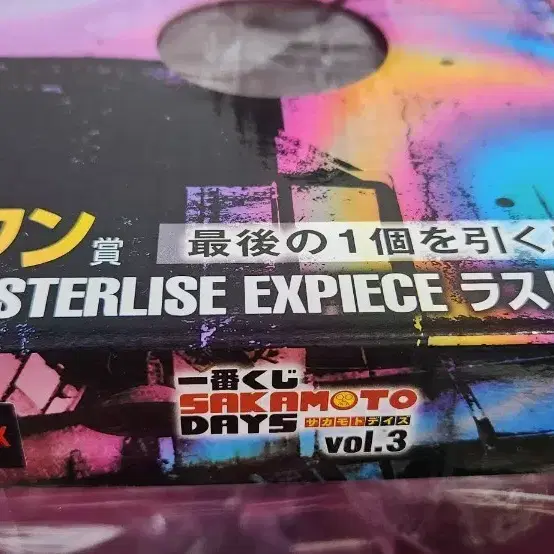 ワン賞 最後の1個を引く
STERLISE EXPIECE ラス
一番くじ
SAKAMOTO
DAYS サカモトデイズ
vol.3
X